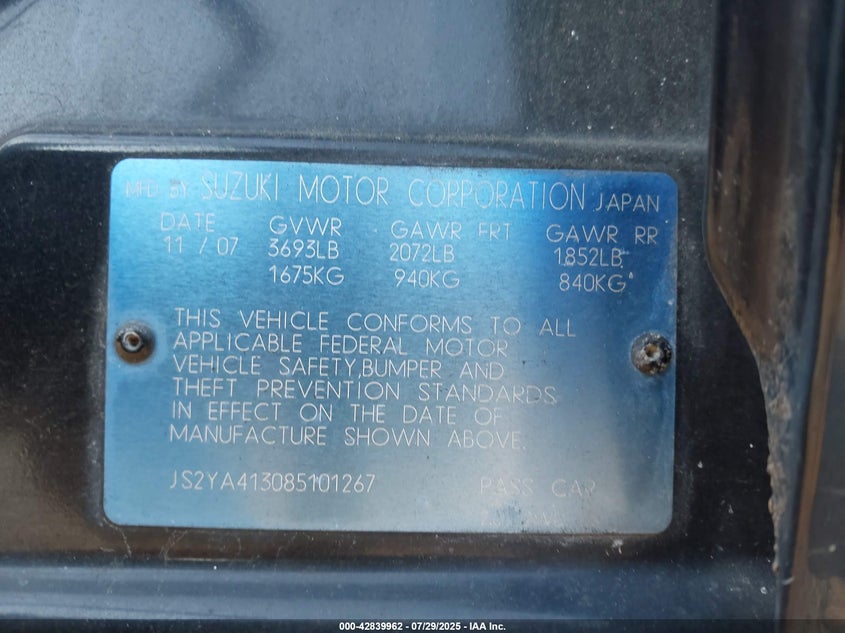 MFD BY SUZUKI MOTOR CORPORATION JAPAN
DATE GVWR GAWR FRT GAWR RR
11 / 07 3693LB 2072LB 1852LB
1675KG 940KG 840KG
THIS VEHICLE CONFORMS TO ALL
APPLICABLE FEDERAL MOTOR
VEHICLE SAFETY,BUMPER AND
THEFT PREVENTION STANDARDS
IN EFFECT ON THE DATE OF
MANUFACTURE SHOWN ABOVE.
JS2YA413085101267 PASS CAR
000-42839962 - 07/29/2025 - IAA Inc.